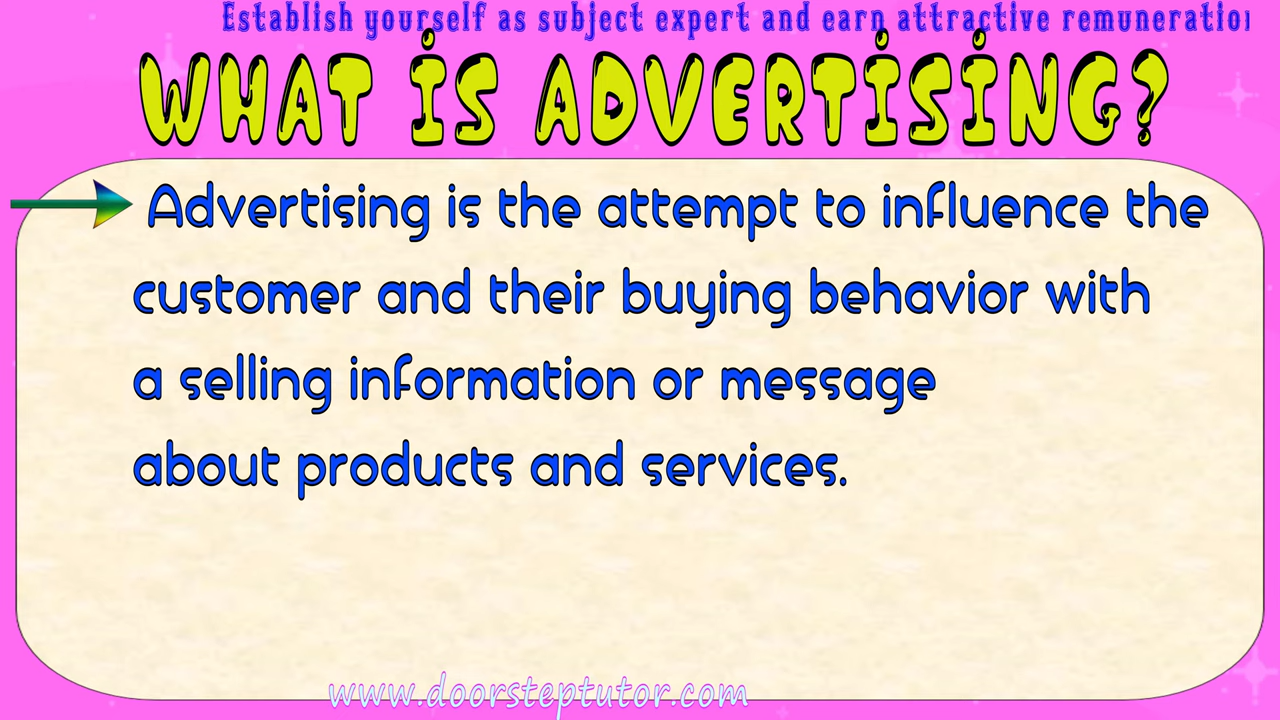 Establish yourself as subject expert and earn attractive remuneration
WHAT IS ADVERTISING?
Advertising is the attempt to influence the
customer and their buying behavior with
a selling information or message
about products and services.
www.doorsteptutor.com